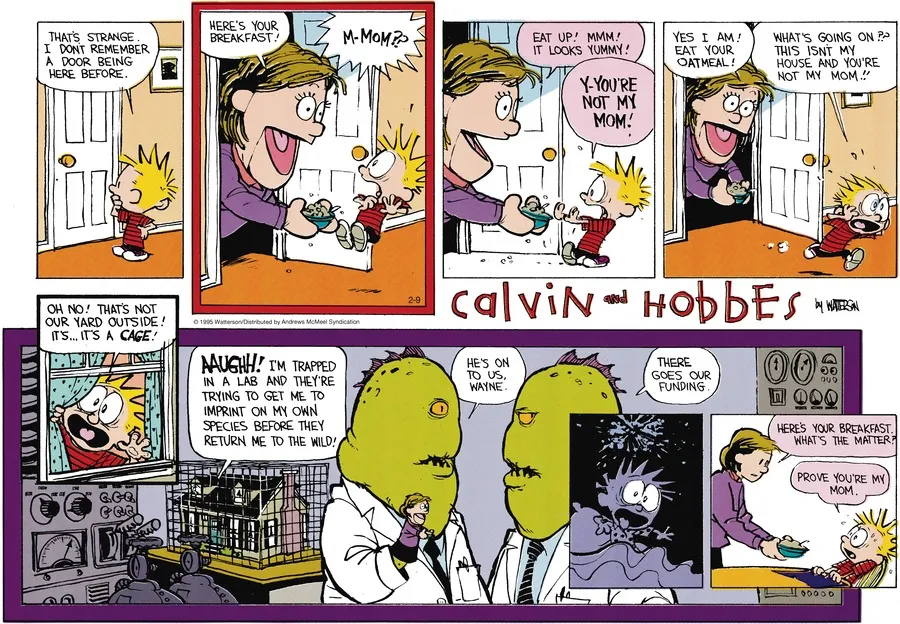 THAT'S STRANGE.
I DON'T REMEMBER
A DOOR BEING
HERE BEFORE.
HERE'S YOUR
BREAKFAST!
M-MOM??
2-9
© 1995 Watterson/Distributed by Andrews McMeel Syndication
EAT UP! MMM!
IT LOOKS YUMMY!
Y-YOU'RE
NOT MY
MOM!
YES I AM!
EAT YOUR
OATMEAL!
WHAT'S GOING ON??
THIS ISN'T MY
HOUSE AND YOU'RE
NOT MY MOM!!
CALVIN and HOBBES by WATTERSON
OH NO! THAT'S NOT
OUR YARD OUTSIDE!
IT'S... IT'S A CAGE!
AAUGHH! I'M TRAPPED
IN A LAB AND THEY'RE
TRYING TO GET ME TO
IMPRINT ON MY OWN
SPECIES BEFORE THEY
RETURN ME TO THE WILD!
HE'S ON
TO US,
WAYNE.
THERE
GOES OUR
FUNDING.
HERE'S YOUR BREAKFAST.
WHAT'S THE MATTER?
PROVE YOU'RE MY
MOM.